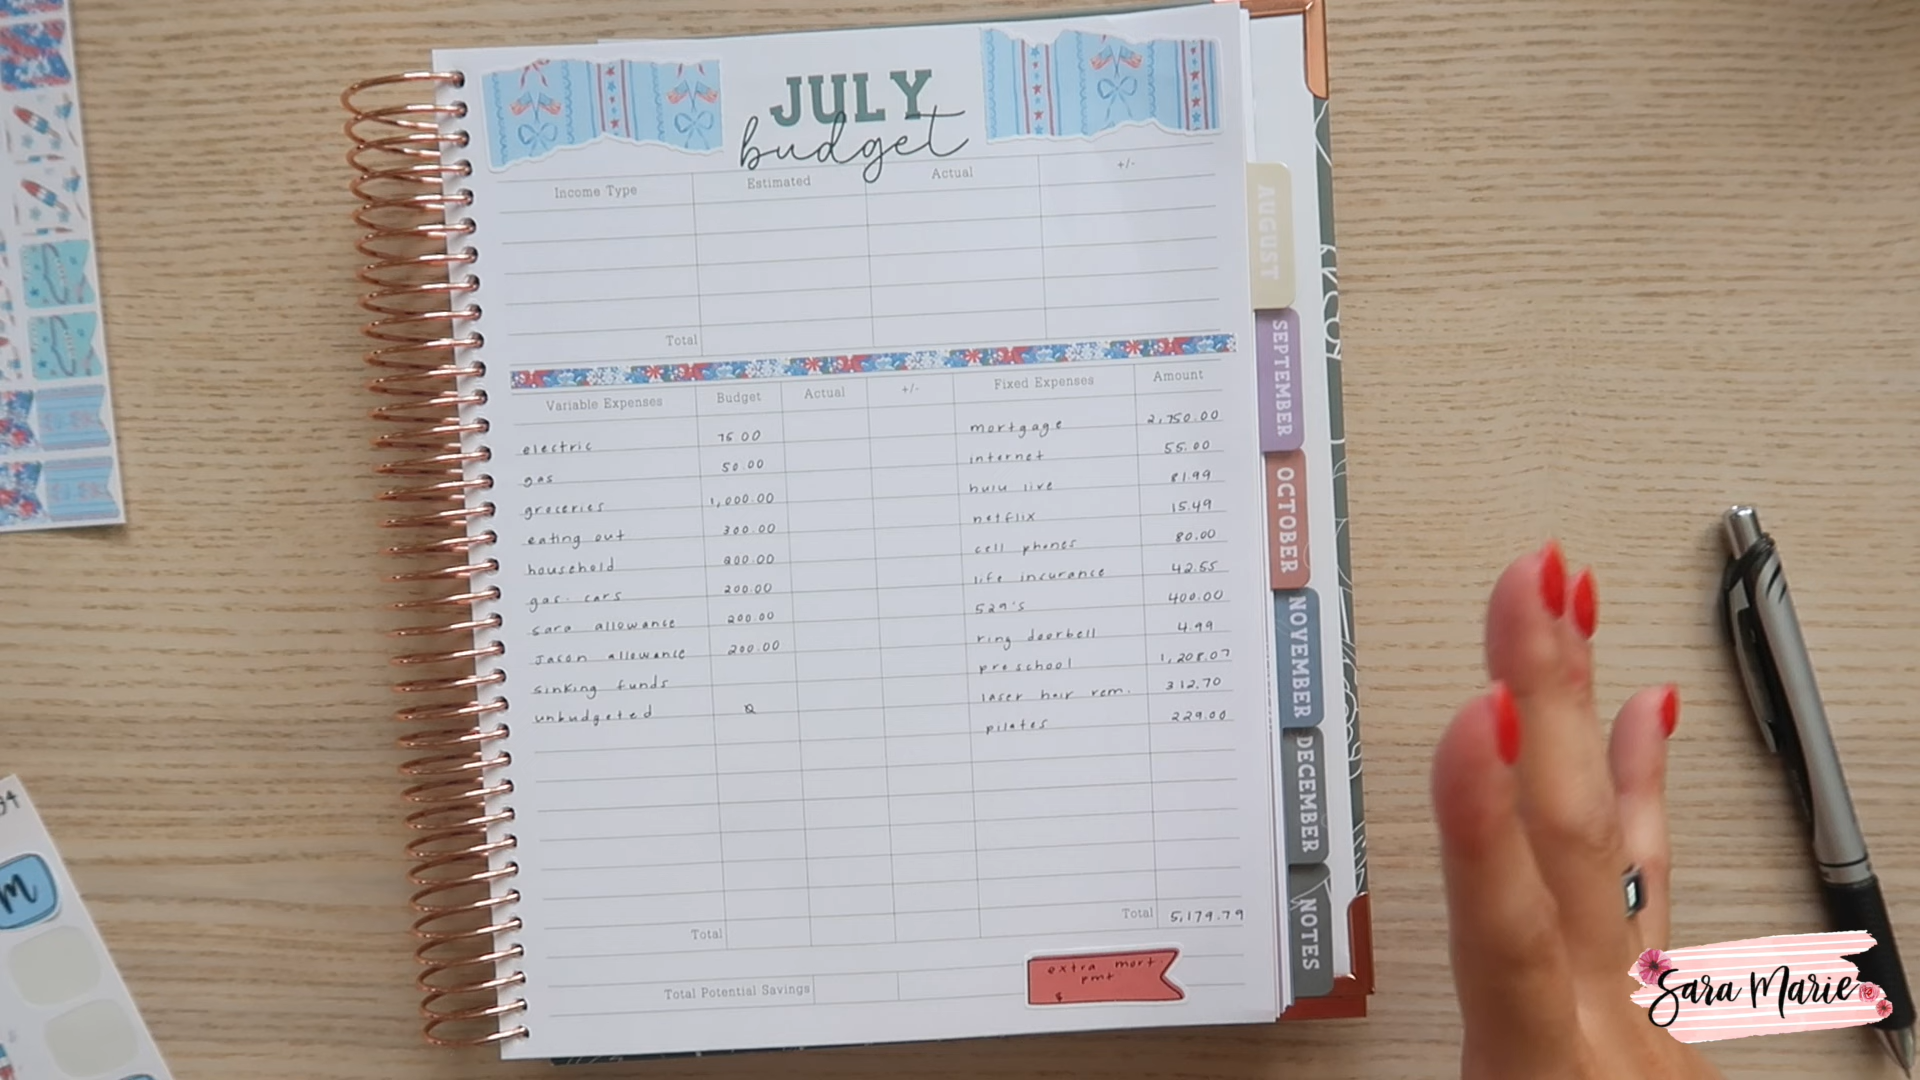 JULY
budget
Income Type Estimated Actual +/-
Total
Variable Expenses Budget Actual +/- Fixed Expenses Amount
electric 75.00 mortgage 2,750.00
gas 50.00 internet 55.00
groceries 1,000.00 hulu live 81.99
eating out 300.00 netflix 15.49
household 200.00 cell phones 80.00
gas - cars 200.00 life insurance 42.55
sara allowance 200.00 529's 400.00
Jason allowance 200.00 ring doorbell 4.99
sinking funds preschool 1,208.07
unbudgeted laser hair rem. 312.70
pilates 229.00
Total Total 5,179.79
extra mort.
pmt
$
Total Potential Savings
AUGUST
SEPTEMBER
OCTOBER
NOVEMBER
DECEMBER
NOTES
M
Sara Marie